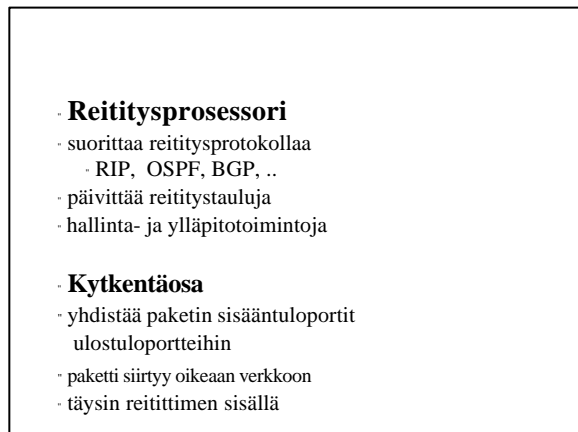 Reititysprosessori
suorittaa reititysprotokollaa
RIP, OSPF, BGP, ..
päivittää reititystauluja
hallinta- ja ylläpitotoimintoja
Kytkentäosa
yhdistää paketin sisääntuloportit
ulostuloportteihin
paketti siirtyy oikeaan verkkoon
täysin reitittimen sisällä